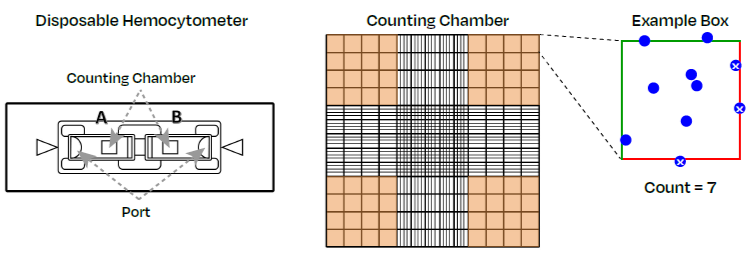 Disposable Hemocytometer
Counting Chamber
A
B
Port
Counting Chamber
Example Box
x
x
x
Count = 7